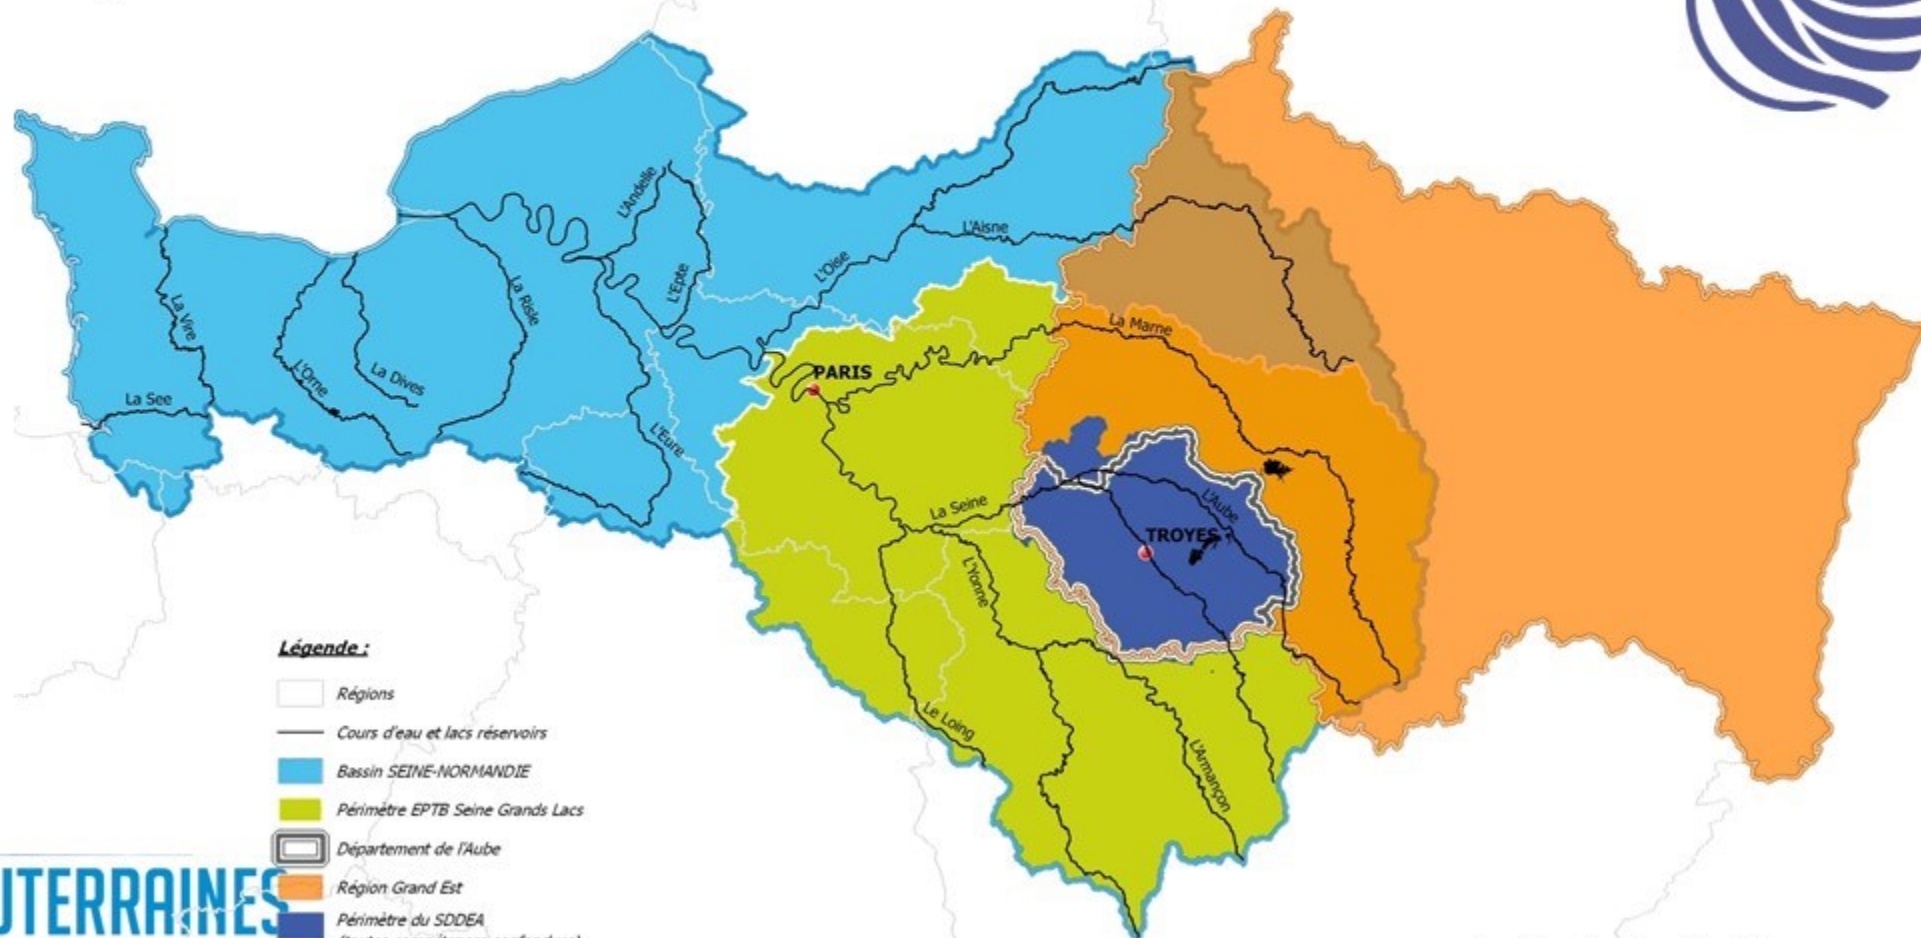 L'Andelle
L'Aisne
L'Oise
L'Epte
La Risle
La Vire
La Marne
PARIS
La Dives
L'Orne
La See
L'Eure
L'Aube
La Seine
TROYES
L'Yonne
Légende :
Régions
Cours d'eau et lacs réservoirs
Le Loing
L'Armançon
Bassin SEINE-NORMANDIE
Périmètre EPTB Seine Grands Lacs
Département de l'Aube
Région Grand Est
UTERRAINES
Périmètre du SDDEA